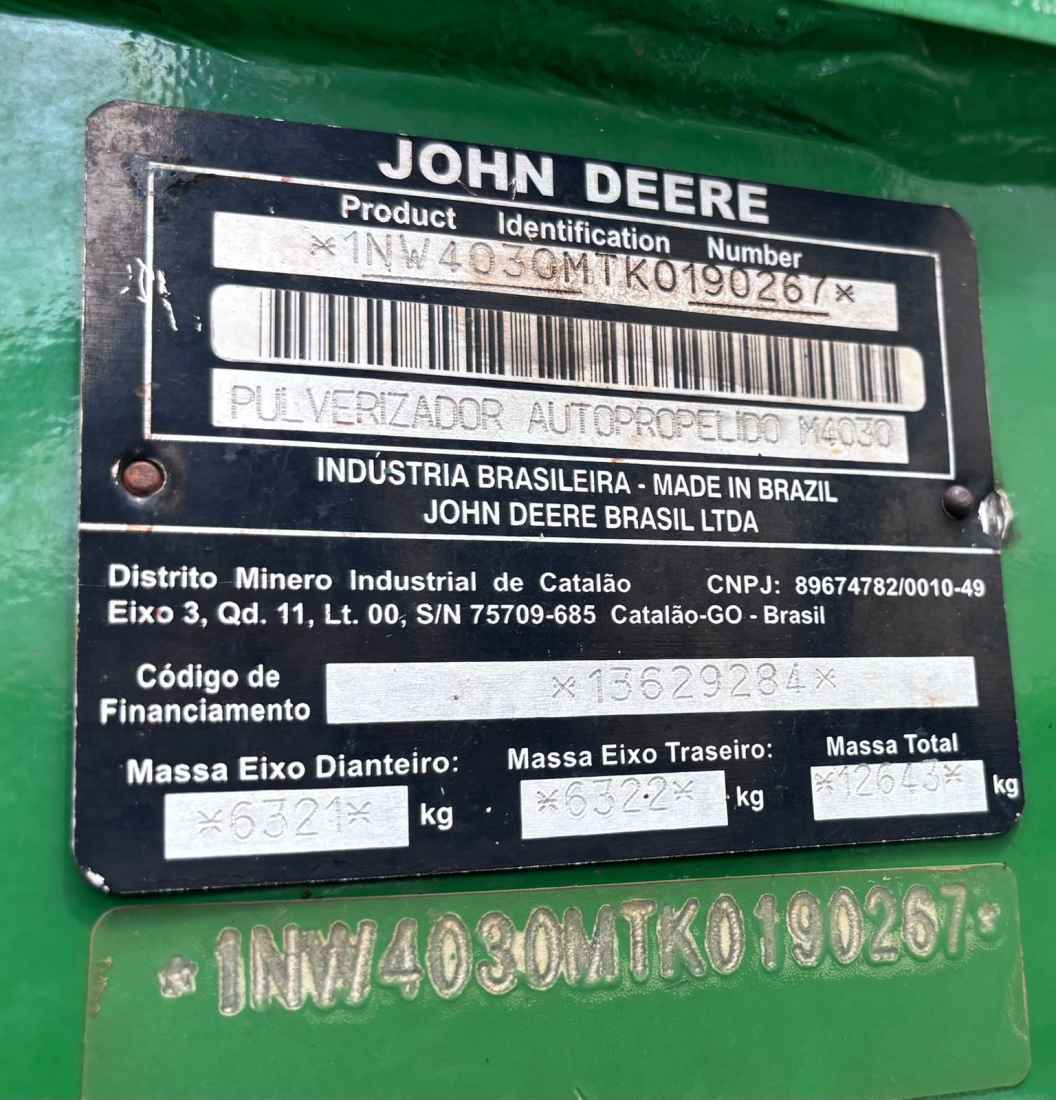 JOHN DEERE
Product Identification Number
*1NW4030MTK0190267*
PULVERIZADOR AUTOPROPELIDO M4030
INDÚSTRIA BRASILEIRA - MADE IN BRAZIL
JOHN DEERE BRASIL LTDA
Distrito Minero Industrial de Catalão CNPJ: 89674782/0010-49
Eixo 3, Qd. 11, Lt. 00, S/N 75709-685 Catalão-GO - Brasil
Código de Financiamento *13629284*
Massa Eixo Dianteiro: Massa Eixo Traseiro: Massa Total
*6321* kg *6322* kg *12643* kg
*1NW4030MTK0190267*